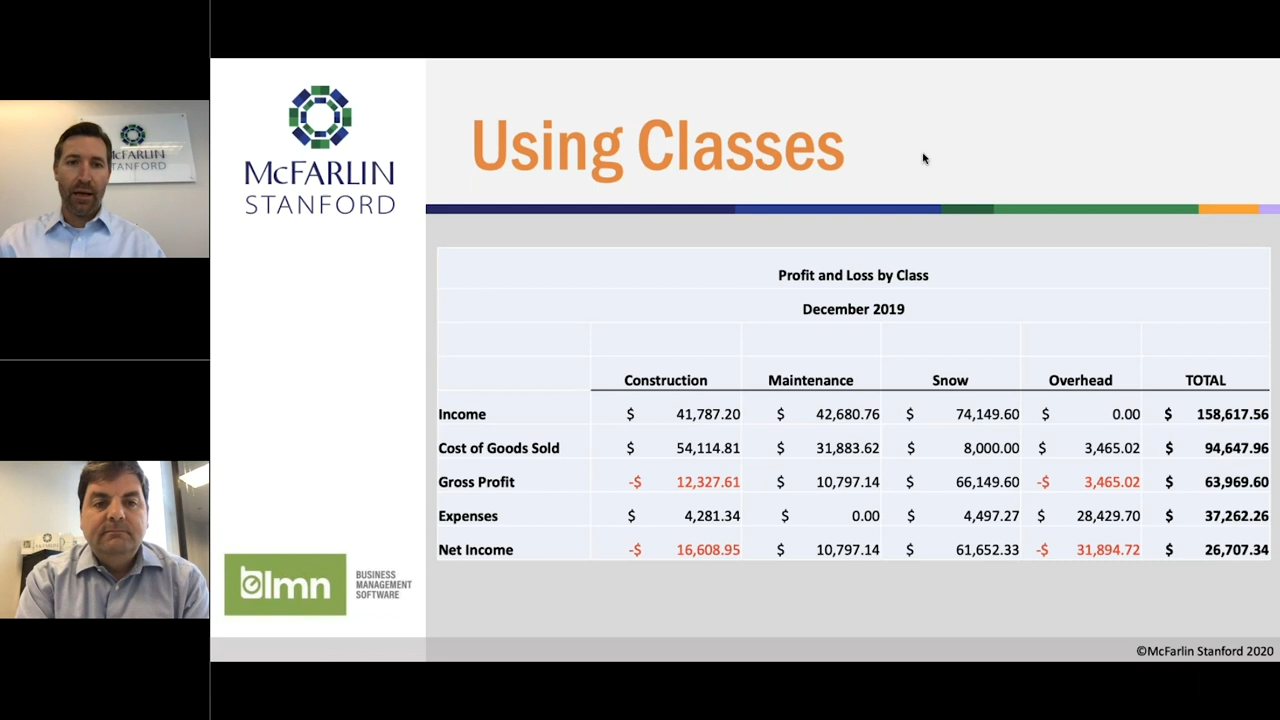 McFARLIN
STANFORD
Using Classes
McFARLIN
STANFORD
Profit and Loss by Class
December 2019
Construction Maintenance Snow Overhead TOTAL
Income $ 41,787.20 $ 42,680.76 $ 74,149.60 $ 0.00 $ 158,617.56
Cost of Goods Sold $ 54,114.81 $ 31,883.62 $ 8,000.00 $ 3,465.02 $ 94,647.96
Gross Profit -$ 12,327.61 $ 10,797.14 $ 66,149.60 -$ 3,465.02 $ 63,969.60
Expenses $ 4,281.34 $ 0.00 $ 4,497.27 $ 28,429.70 $ 37,262.26
Net Income -$ 16,608.95 $ 10,797.14 $ 61,652.33 -$ 31,894.72 $ 26,707.34
lmn
BUSINESS
MANAGEMENT
SOFTWARE
©McFarlin Stanford 2020